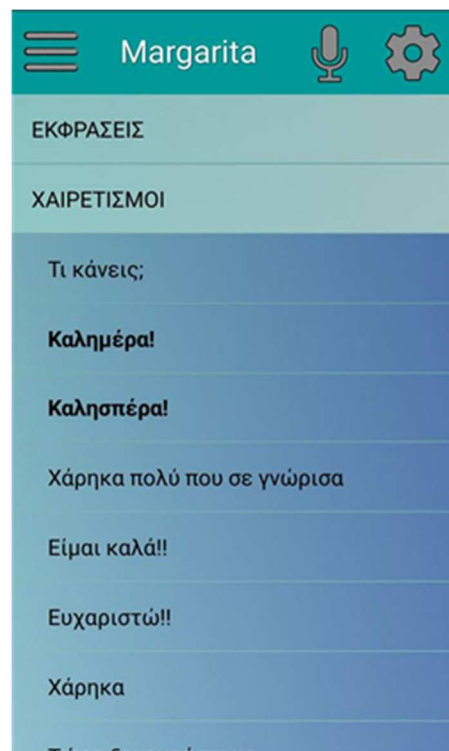 Margarita
ΕΚΦΡΑΣΕΙΣ
ΧΑΙΡΕΤΙΣΜΟΙ
Τι κάνεις;
Καλημέρα!
Καλησπέρα!
Χάρηκα πολύ που σε γνώρισα
Είμαι καλά!!
Ευχαριστώ!!
Χάρηκα